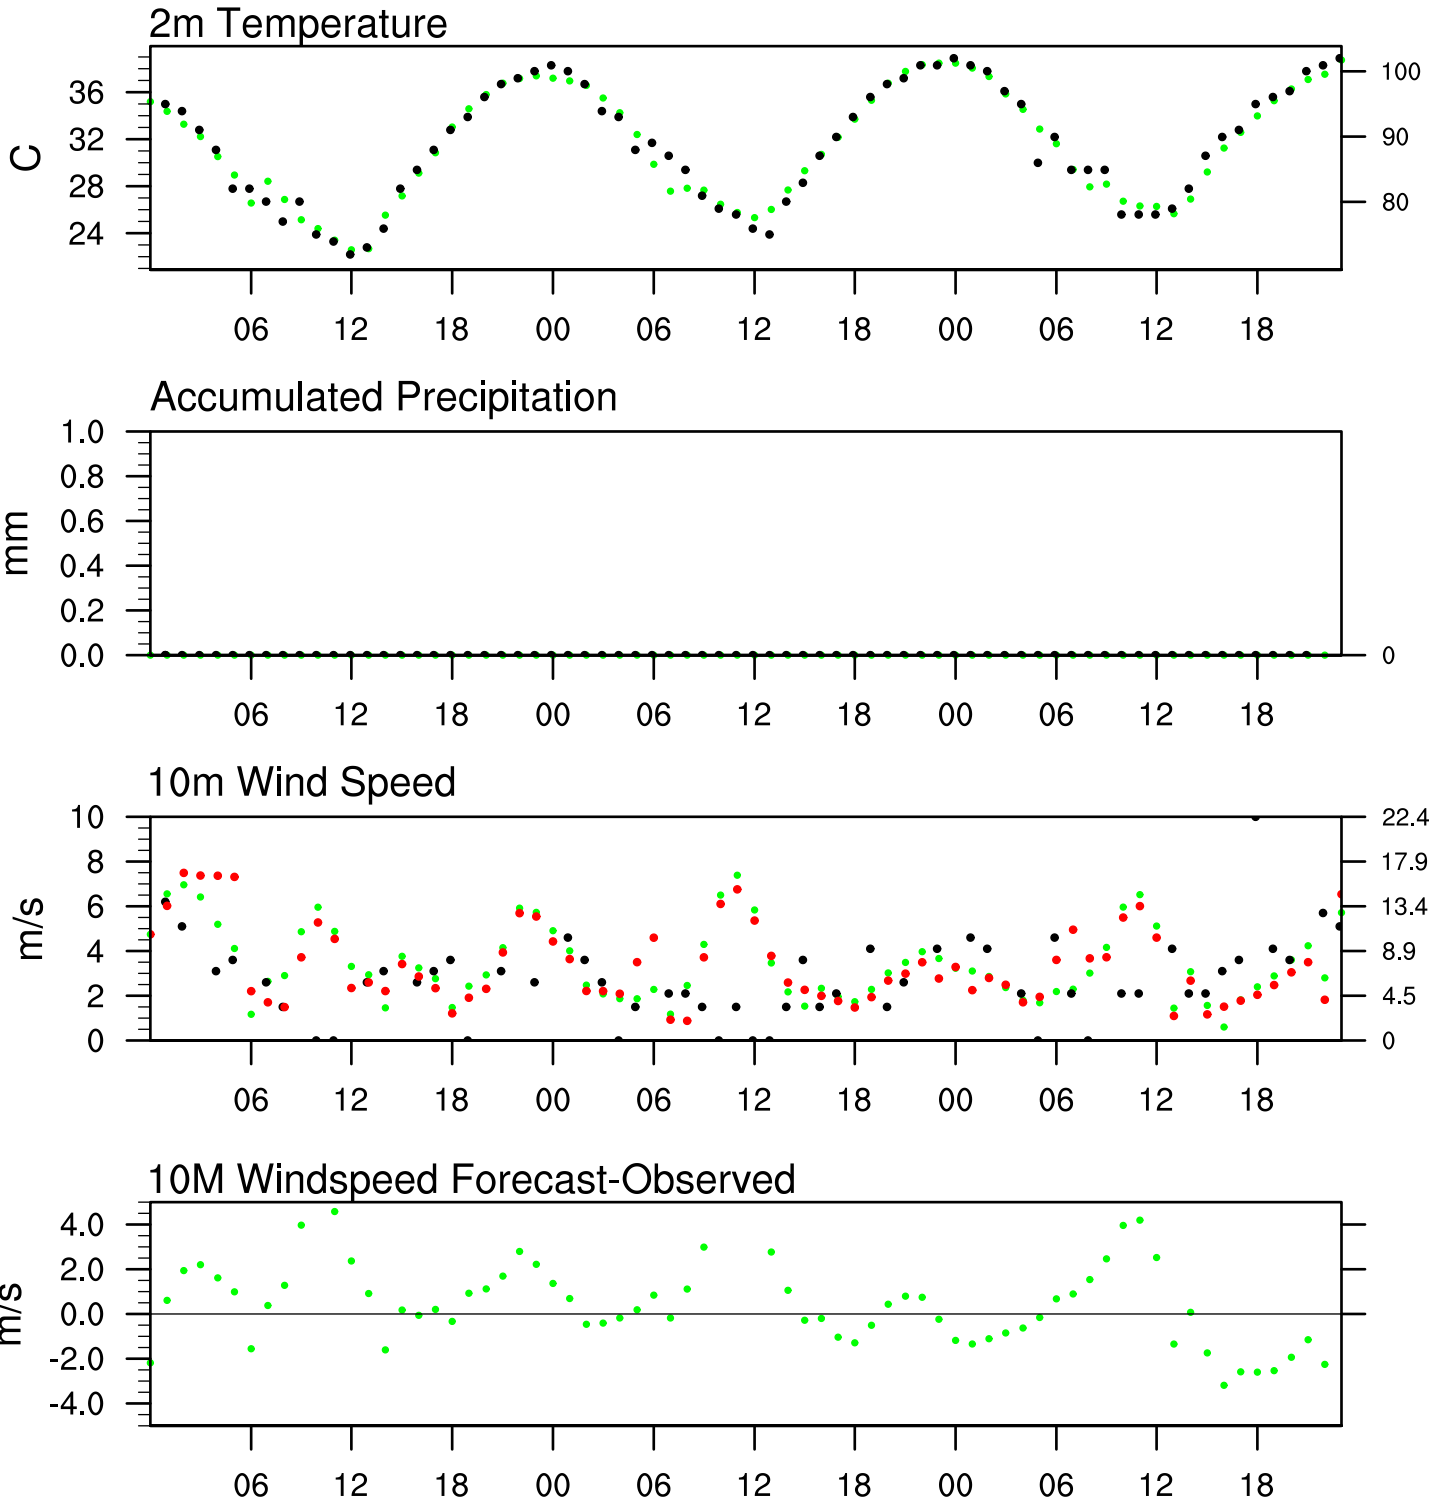 2m Temperature
36
32
28
24
C
100
90
80
06 12 18 00 06 12 18 00 06 12 18
Accumulated Precipitation
1.0
0.8
0.6
0.4
0.2
0.0
mm
0
06 12 18 00 06 12 18 00 06 12 18
10m Wind Speed
10
8
6
4
2
0
m/s
22.4
17.9
13.4
8.9
4.5
0
06 12 18 00 06 12 18 00 06 12 18
10M Windspeed Forecast-Observed
4.0
2.0
0.0
-2.0
-4.0
m/s
06 12 18 00 06 12 18 00 06 12 18